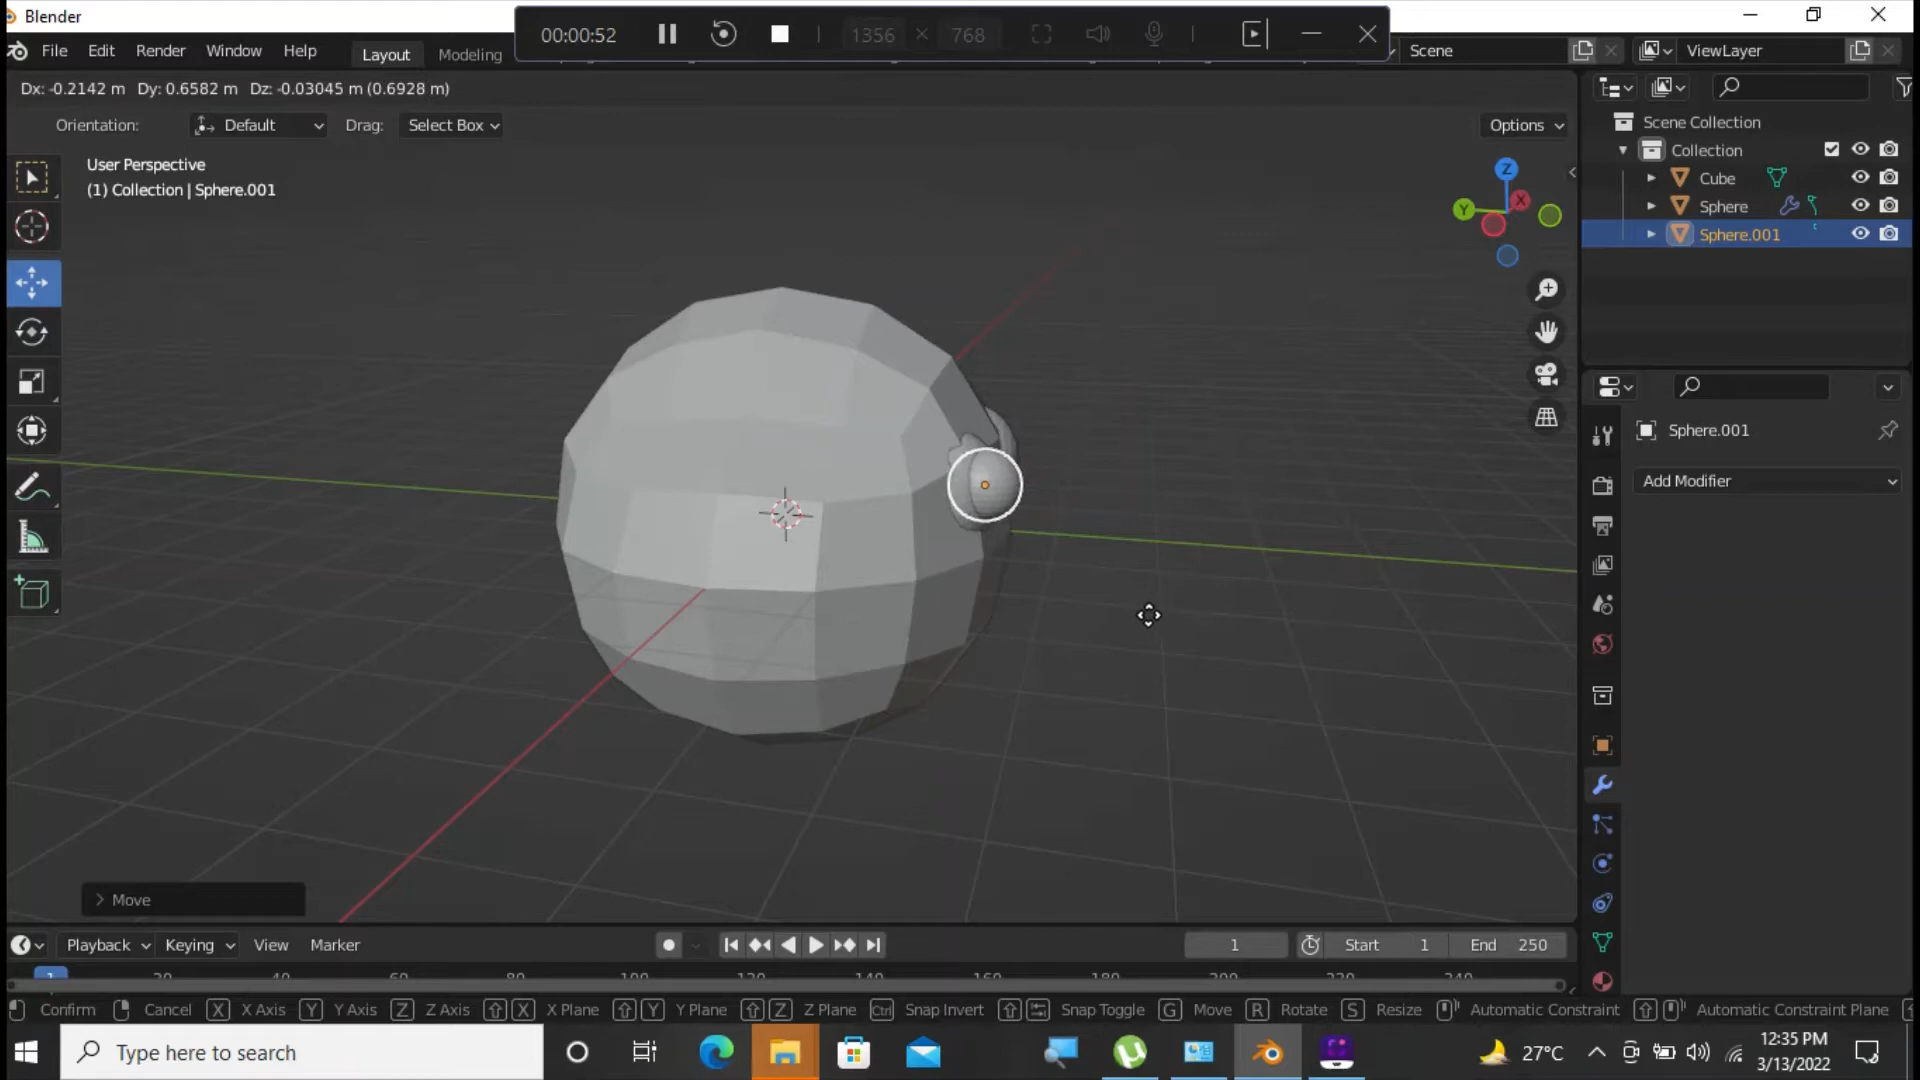 Blender
00:00:52
1356 × 768
File Edit Render Window Help Layout Modeling
Scene
ViewLayer
Dx: -0.2142 m Dy: 0.6582 m Dz: -0.03045 m (0.6928 m)
Orientation: Default Drag: Select Box
Options
User Perspective
(1) Collection | Sphere.001
Z
X
Y
Scene Collection
Collection
Cube
Sphere
Sphere.001
Sphere.001
Add Modifier
Move
Playback Keying View Marker
1
Start 1
End 250
1
Confirm Cancel X X Axis Y Y Axis Z Z Axis X X Plane Y Y Plane Z Z Plane Ctrl Snap Invert Snap Toggle G Move R Rotate S Resize Automatic Constraint Automatic Constraint Plane
Type here to search
27°C
12:35 PM
3/13/2022